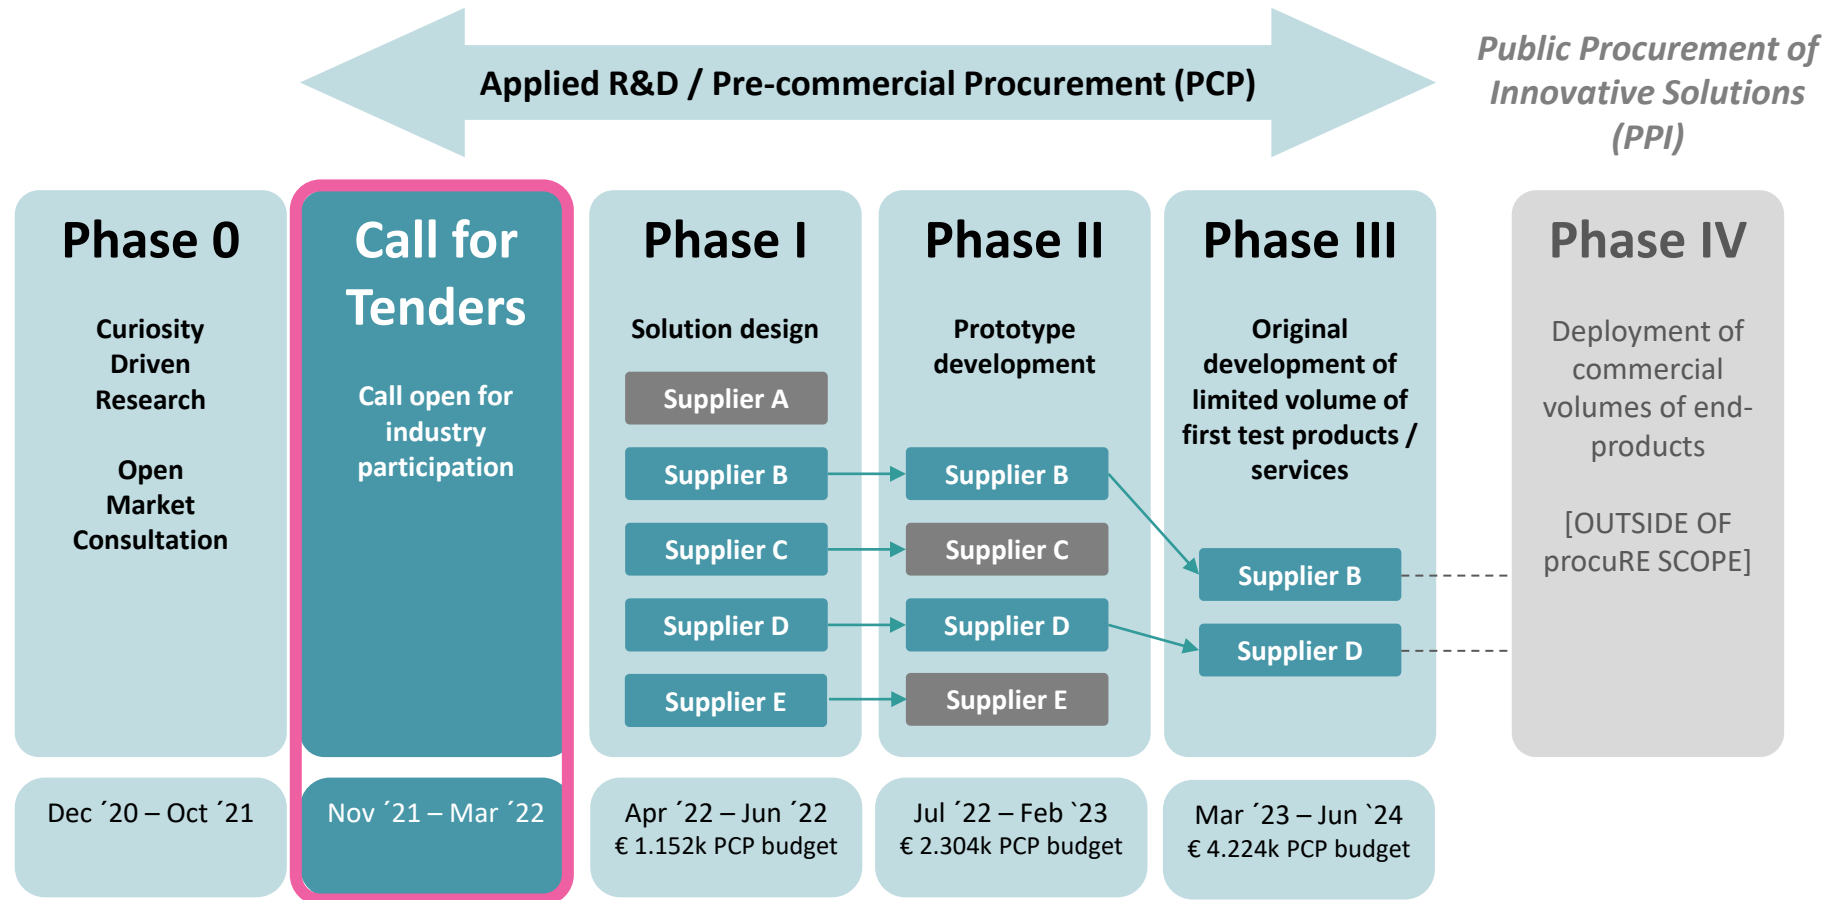 Applied R&D / Pre-commercial Procurement (PCP)
Public Procurement of
Innovative Solutions
(PPI)
Phase 0
Curiosity
Driven
Research
Open
Market
Consultation
Dec ´20 – Oct ´21
Call for
Tenders
Call open for
industry
participation
Nov ´21 – Mar ´22
Phase I
Solution design
Supplier A
Supplier B
Supplier C
Supplier D
Supplier E
Apr ´22 – Jun ´22
€ 1.152k PCP budget
Phase II
Prototype
development
Supplier B
Supplier C
Supplier D
Supplier E
Jul ´22 – Feb `23
€ 2.304k PCP budget
Phase III
Original
development of
limited volume of
first test products /
services
Supplier B
Supplier D
Mar ´23 – Jun `24
€ 4.224k PCP budget
Phase IV
Deployment of
commercial
volumes of end-
products
[OUTSIDE OF
procuRE SCOPE]